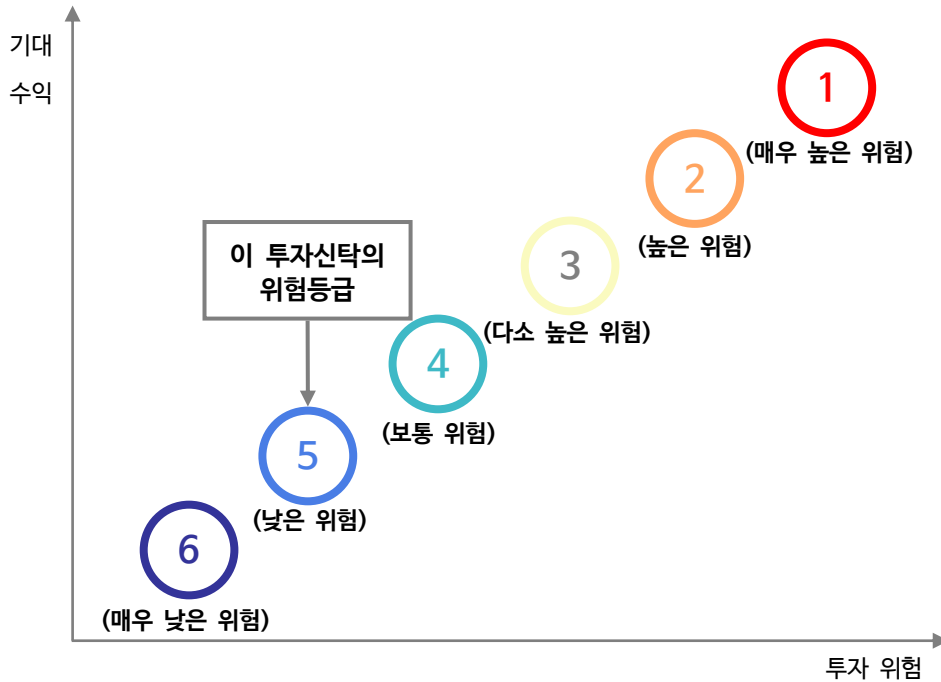 기대
수익
1
(매우 높은 위험)
2
(높은 위험)
이 투자신탁의
위험등급
3
(다소 높은 위험)
4
(보통 위험)
5
(낮은 위험)
6
(매우 낮은 위험)
투자 위험